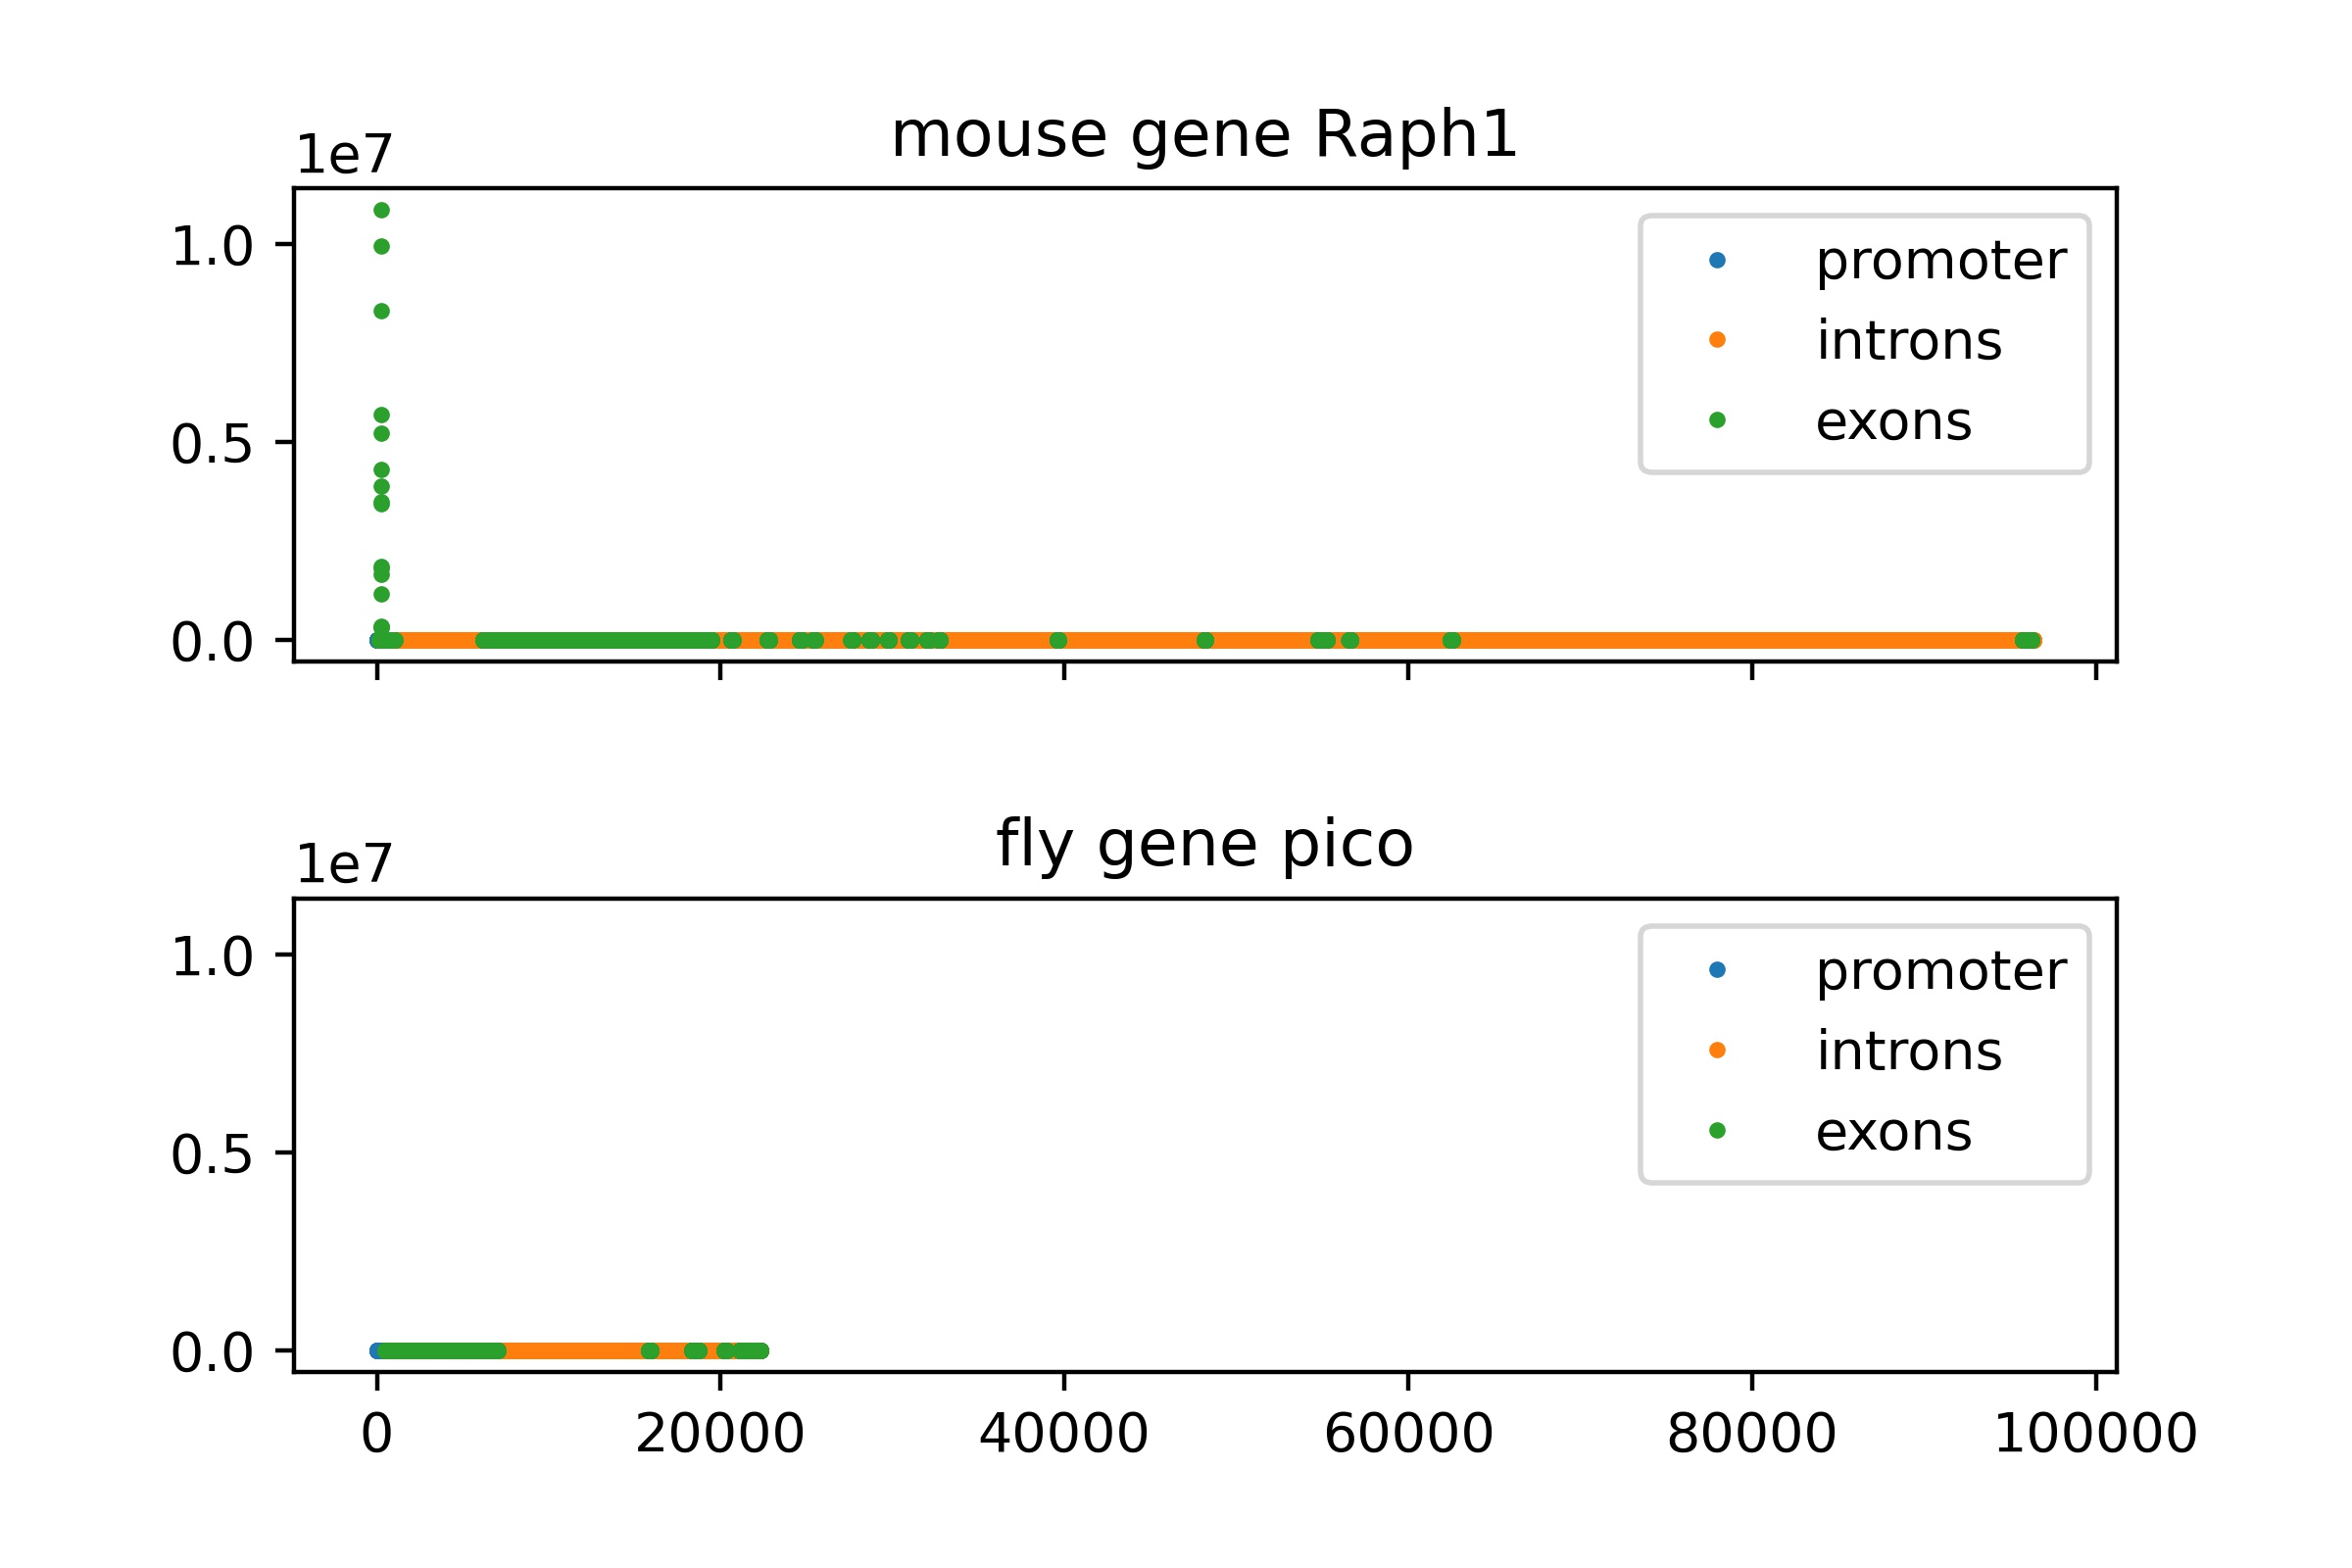 mouse gene Raph1
1e7
1.0
0.5
0.0
promoter
introns
exons
fly gene pico
1e7
1.0
0.5
0.0
promoter
introns
exons
0 20000 40000 60000 80000 100000